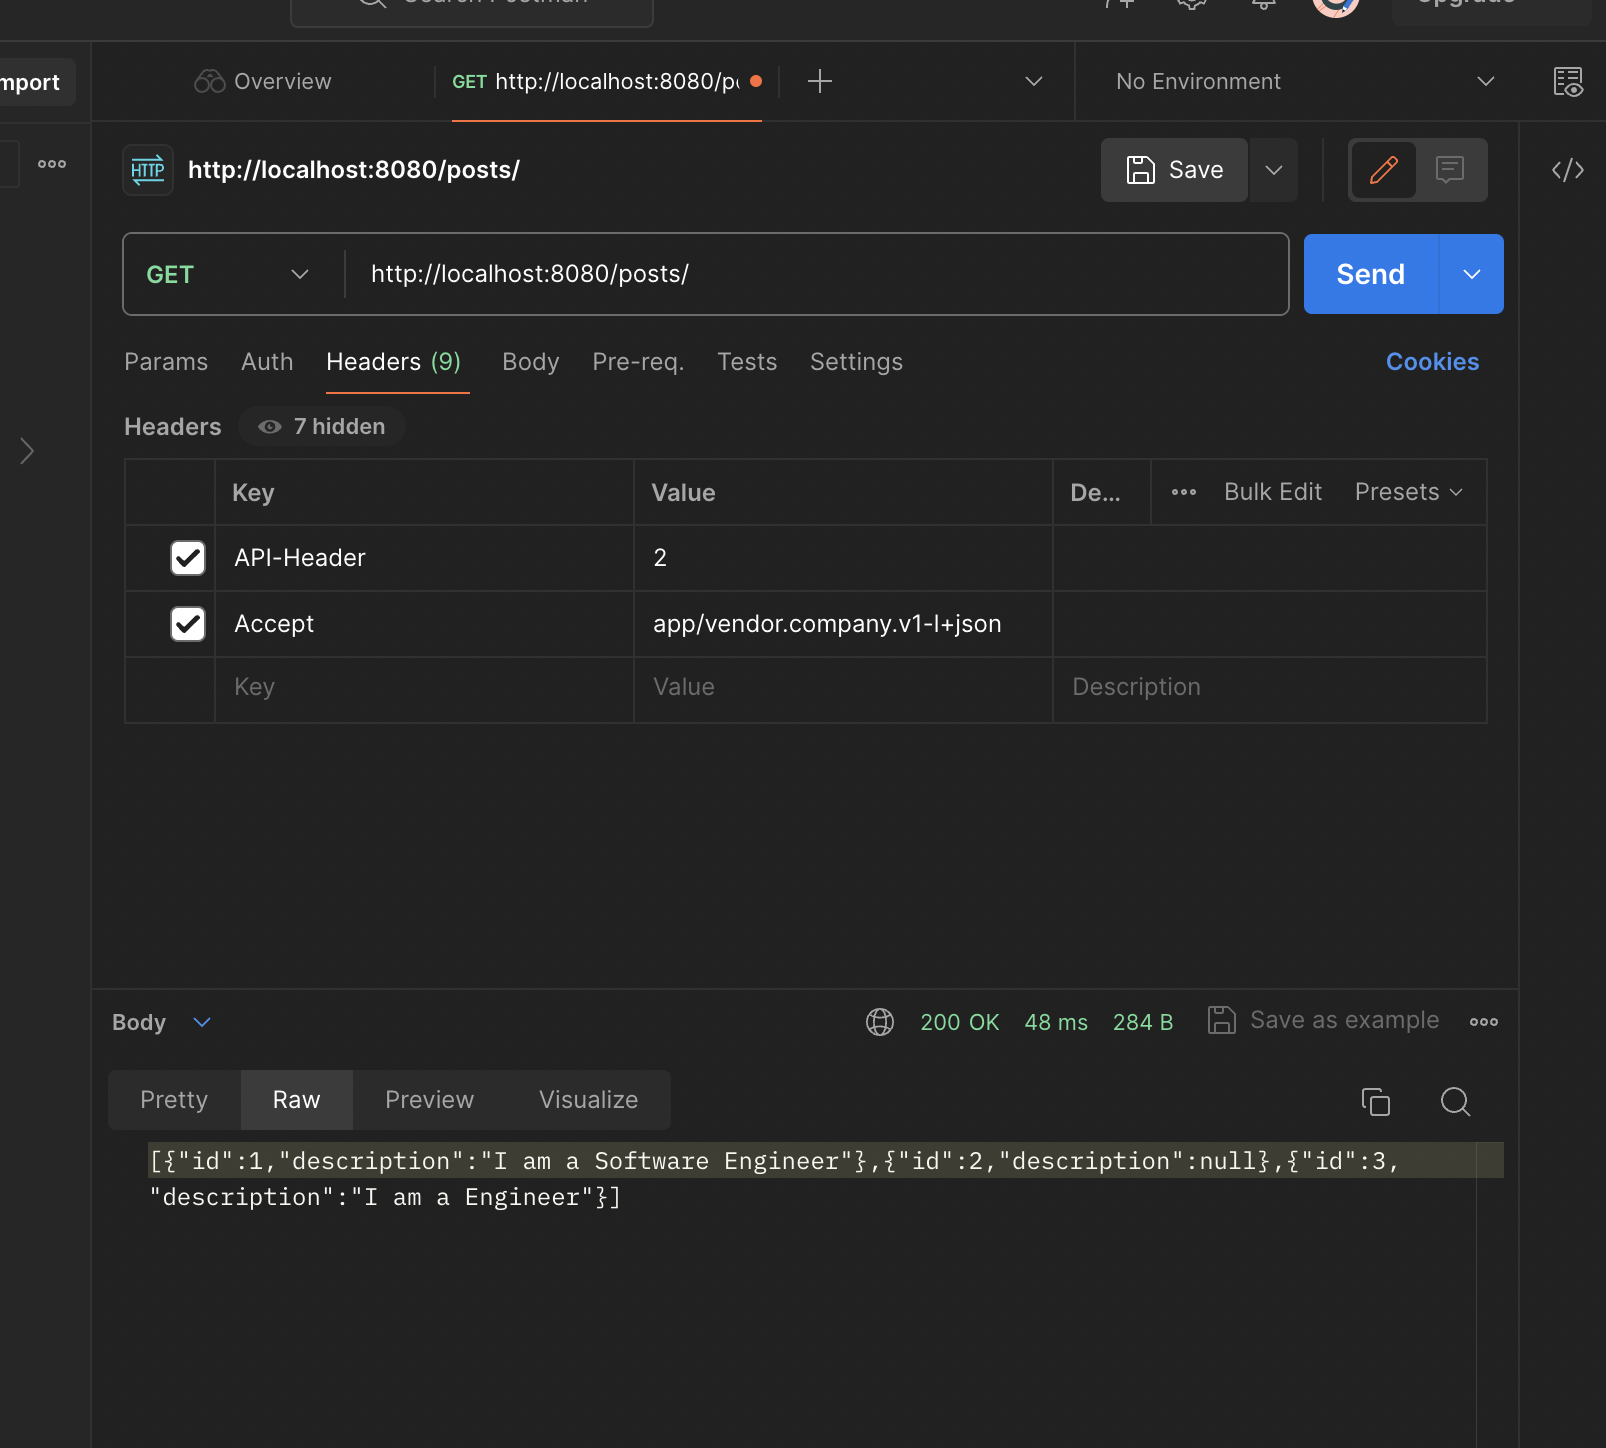 Search Postman
Upgrade
mport
Overview
GET http://localhost:8080/po
No Environment
HTTP http://localhost:8080/posts/
Save
GET http://localhost:8080/posts/ Send
Params Auth Headers (9) Body Pre-req. Tests Settings Cookies
Headers 7 hidden
Key Value De... Bulk Edit Presets
API-Header 2
Accept app/vendor.company.v1-l+json
Key Value Description
Body 200 OK 48 ms 284 B Save as example
Pretty Raw Preview Visualize
[{"id":1,"description":"I am a Software Engineer"},{"id":2,"description":null},{"id":3,
"description":"I am a Engineer"}]